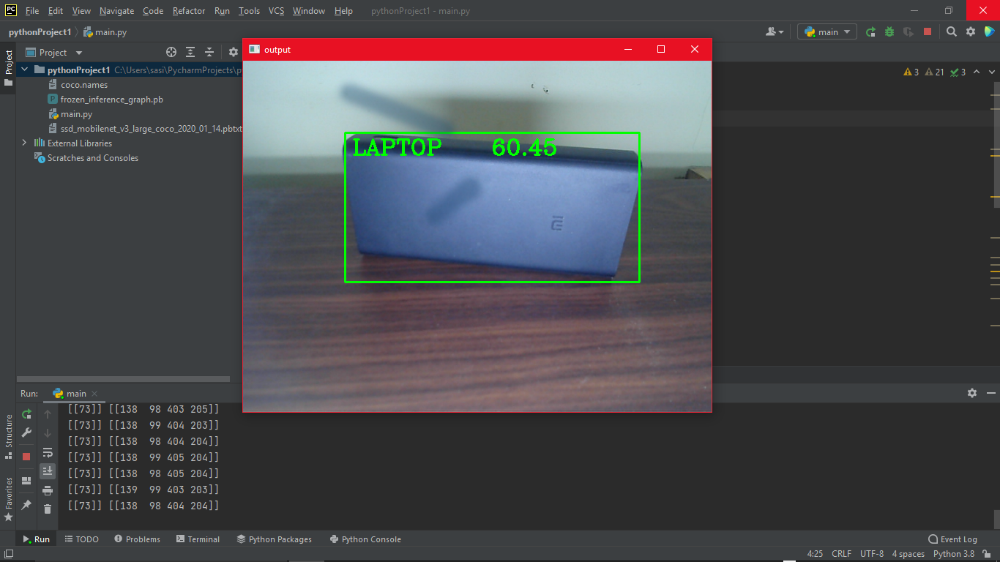 File Edit View Navigate Code Refactor Run Tools VCS Window Help pythonProject1 - main.py
pythonProject1 main.py main
Project output
pythonProject1 C:\Users\sasi\PycharmProjects\p
3 21 3
coco.names
frozen_inference_graph.pb
main.py
ssd_mobilenet_v3_large_coco_2020_01_14.pbtxt
External Libraries
Scratches and Consoles
LAPTOP 60.45
Project
Structure
Favorites
Run: main
[[73]] [[138  98 403 205]]
[[73]] [[138  99 404 203]]
[[73]] [[138  98 404 204]]
[[73]] [[138  99 405 204]]
[[73]] [[138  98 405 204]]
[[73]] [[139  99 403 203]]
[[73]] [[138  98 404 204]]
Run TODO Problems Terminal Python Packages Python Console Event Log
4:25 CRLF UTF-8 4 spaces Python 3.8